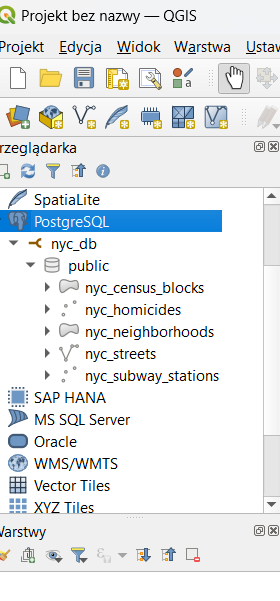 Projekt bez nazwy — QGIS
Projekt Edycja Widok Warstwa Ustaw
rzeglądarka
SpatiaLite
PostgreSQL
nyc_db
public
nyc_census_blocks
nyc_homicides
nyc_neighborhoods
nyc_streets
nyc_subway_stations
SAP HANA
MS SQL Server
Oracle
WMS/WMTS
Vector Tiles
XYZ Tiles
Warstwy